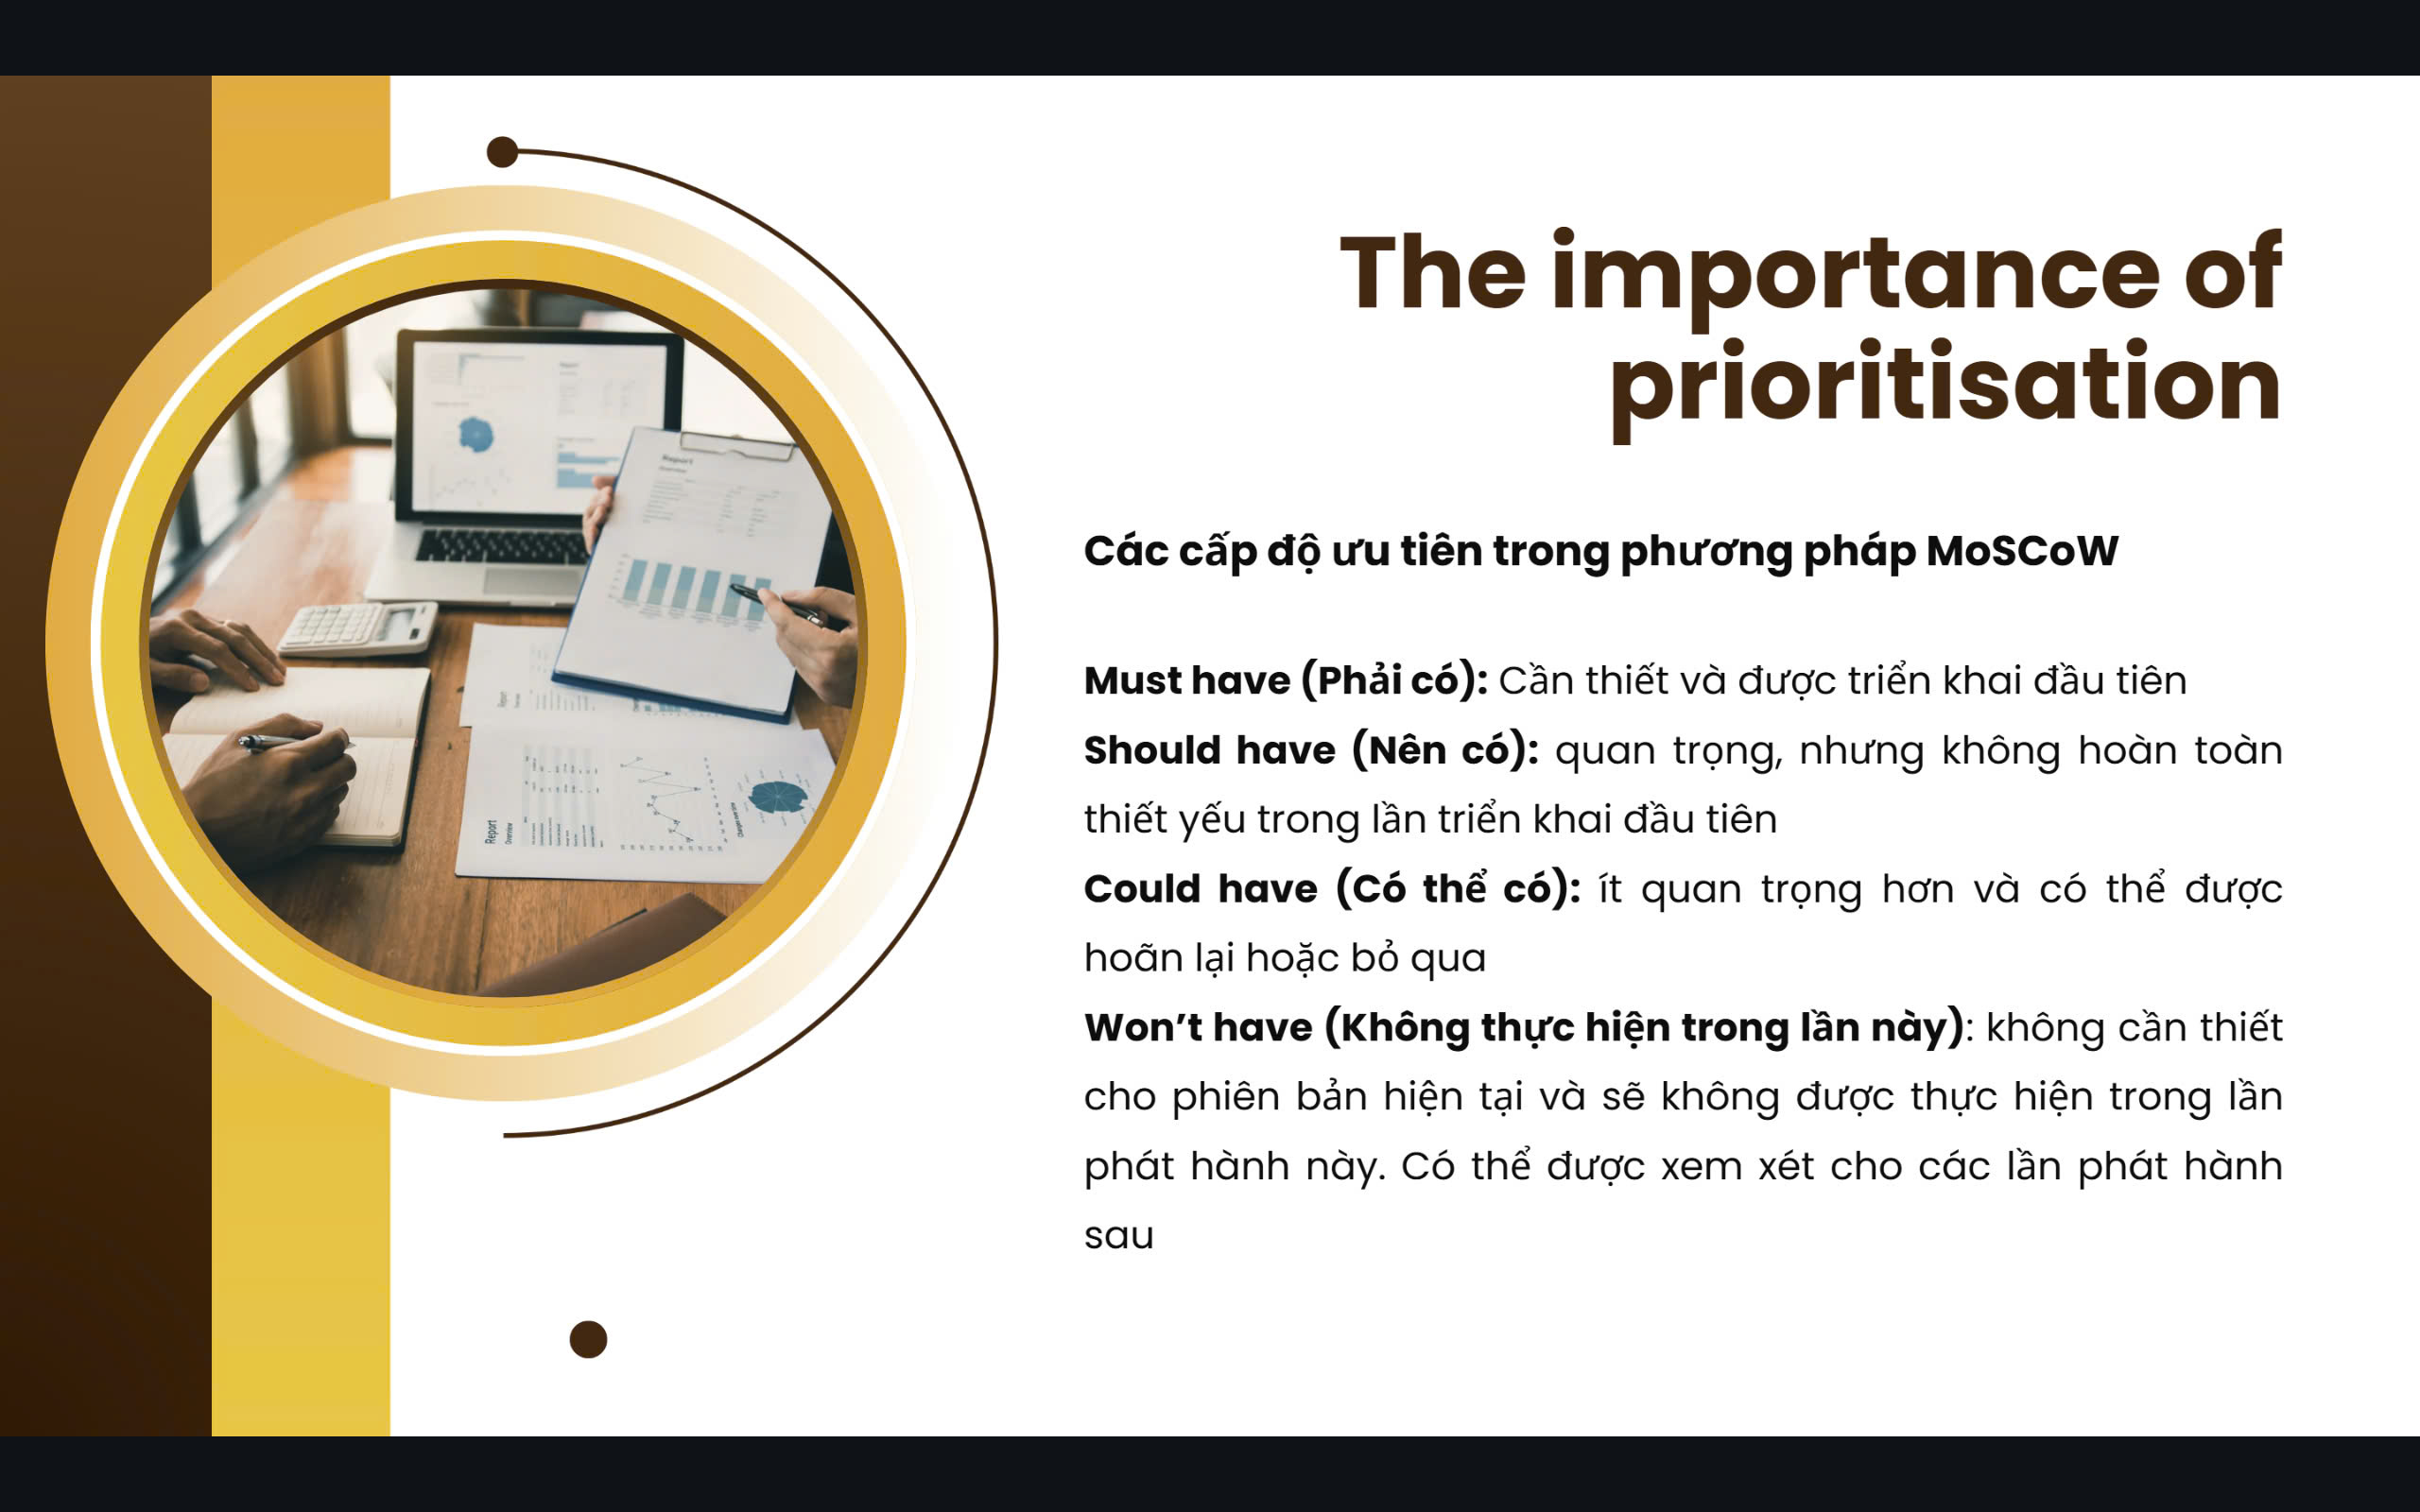 The importance of
prioritisation
Các cấp độ ưu tiên trong phương pháp MoSCoW
Must have (Phải có): Cần thiết và được triển khai đầu tiên
Should have (Nên có): quan trọng, nhưng không hoàn toàn
thiết yếu trong lần triển khai đầu tiên
Could have (Có thể có): ít quan trọng hơn và có thể được
hoãn lại hoặc bỏ qua
Won’t have (Không thực hiện trong lần này): không cần thiết
cho phiên bản hiện tại và sẽ không được thực hiện trong lần
phát hành này. Có thể được xem xét cho các lần phát hành
sau
Report
Report
Overview